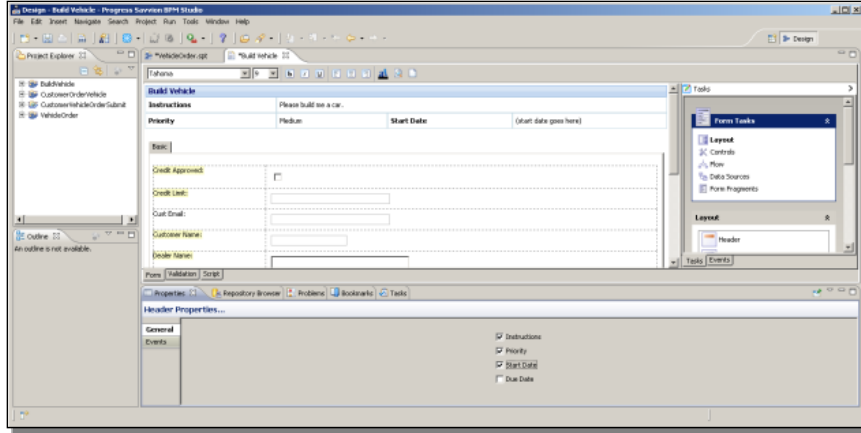 Design - Build Vehicle - Progress Savvion BPM Studio
File Edit Insert Navigate Search Project Run Tools Window Help
Design
Project Explorer
*VehicleOrder.spt
*Build Vehicle
BuildVehicle
CustomerOrderVehicle
CustomerVehicleOrderSubmit
VehicleOrder
Tahoma 9 B I U
Build Vehicle
Instructions Please build me a car.
Priority Medium Start Date (start date goes here)
Basic
Credit Approved:
Credit Limit:
Cust Email:
Customer Name:
Dealer Name:
Form Validation Script
Tasks
Form Tasks
Layout
Controls
Flow
Data Sources
Form Fragments
Layout
Header
Tasks Events
Outline
An outline is not available.
Properties Repository Browser Problems Bookmarks Tasks
Header Properties...
General
Events
Instructions
Priority
Start Date
Due Date